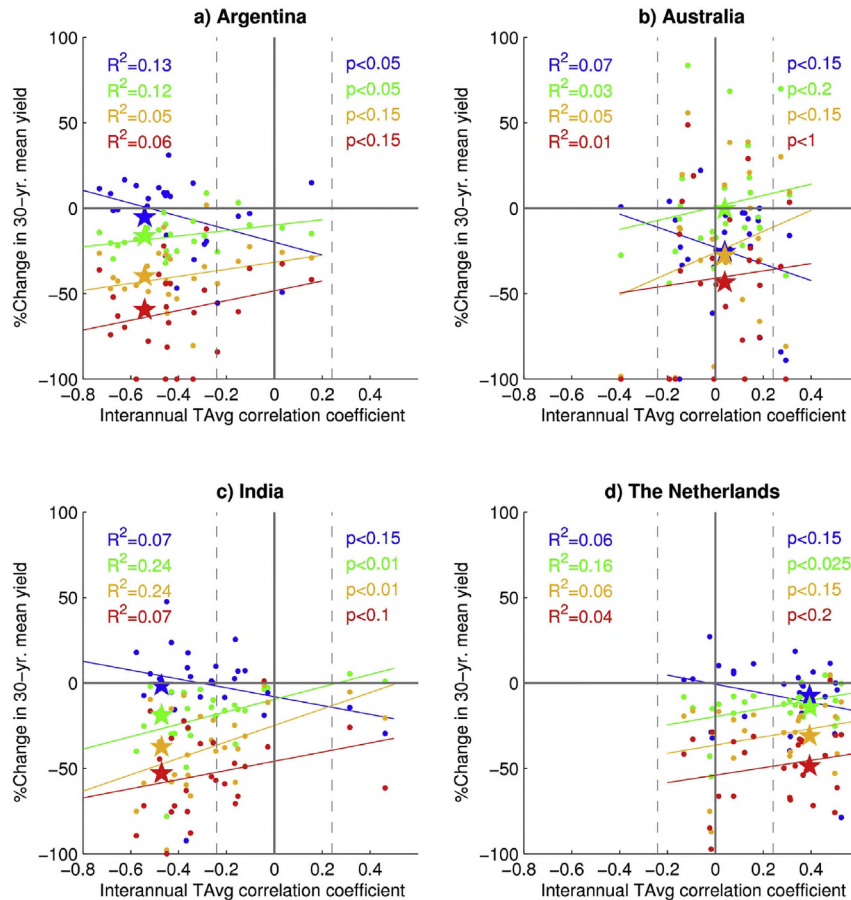 a) Argentina
R²=0.13 p<0.05
R²=0.12 p<0.05
R²=0.05 p<0.15
R²=0.06 p<0.15
100
50
0
−50
−100
%Change in 30-yr. mean yield
−0.8 −0.6 −0.4 −0.2 0 0.2 0.4
Interannual TAvg correlation coefficient
b) Australia
R²=0.07 p<0.15
R²=0.03 p<0.2
R²=0.05 p<0.15
R²=0.01 p<1
100
50
0
−50
−100
%Change in 30-yr. mean yield
−0.8 −0.6 −0.4 −0.2 0 0.2 0.4
Interannual TAvg correlation coefficient
c) India
R²=0.07 p<0.15
R²=0.24 p<0.01
R²=0.24 p<0.01
R²=0.07 p<0.1
100
50
0
−50
−100
%Change in 30-yr. mean yield
−0.8 −0.6 −0.4 −0.2 0 0.2 0.4
Interannual TAvg correlation coefficient
d) The Netherlands
R²=0.06 p<0.15
R²=0.16 p<0.025
R²=0.06 p<0.15
R²=0.04 p<0.2
100
50
0
−50
−100
%Change in 30-yr. mean yield
−0.8 −0.6 −0.4 −0.2 0 0.2 0.4
Interannual TAvg correlation coefficient